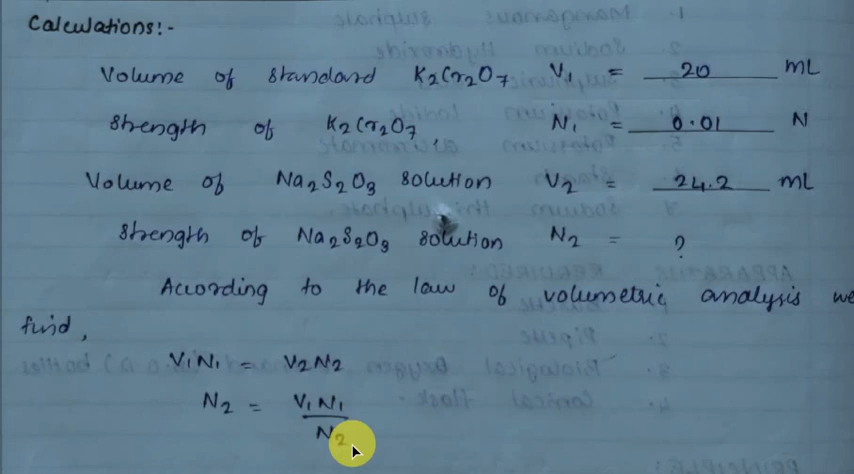 Calculations:-
Volume of standard K2Cr2O7 V1 = 20 mL
Strength of K2Cr2O7 N1 = 0.01 N
Volume of Na2S2O3 solution V2 = 24.2 mL
Strength of Na2S2O3 solution N2 = ?
According to the law of volumetric analysis we
find,
V1N1 = V2N2
N2 = V1N1
N2